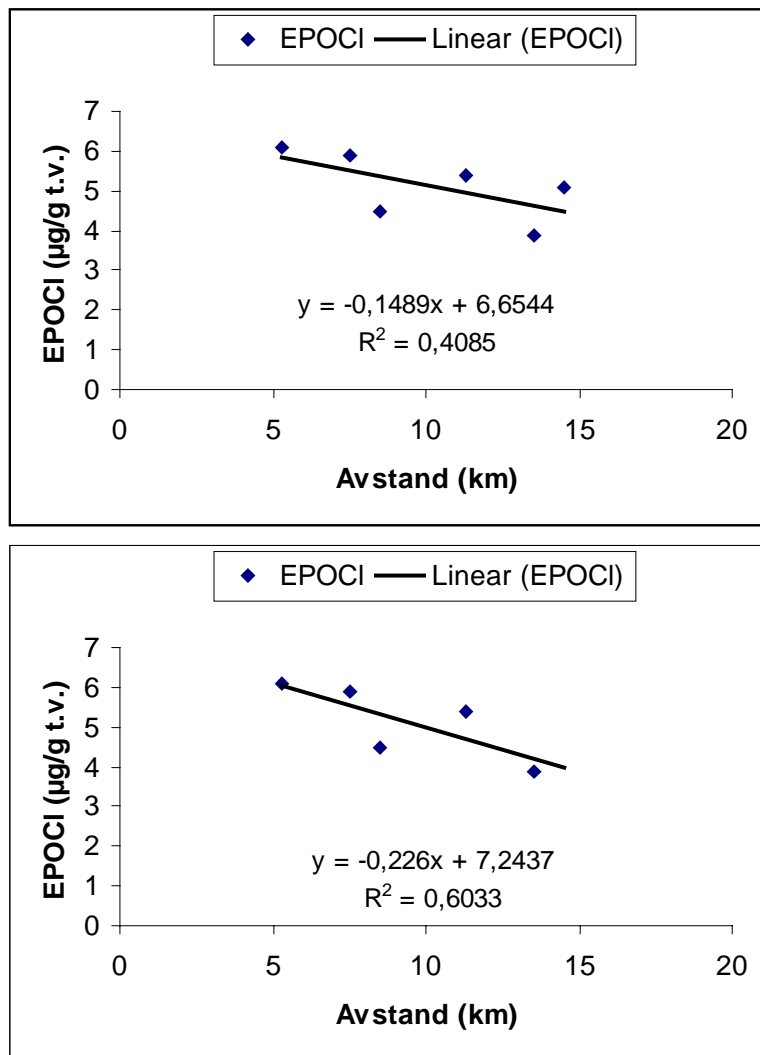 EPOCl Linear (EPOCl)
7
6
5
4
3
2
1
0
EPOCl (µg/g t.v.)
y = -0,1489x + 6,6544
R² = 0,4085
0 5 10 15 20
Avstand (km)
EPOCl Linear (EPOCl)
7
6
5
4
3
2
1
0
EPOCl (µg/g t.v.)
y = -0,226x + 7,2437
R² = 0,6033
0 5 10 15 20
Avstand (km)